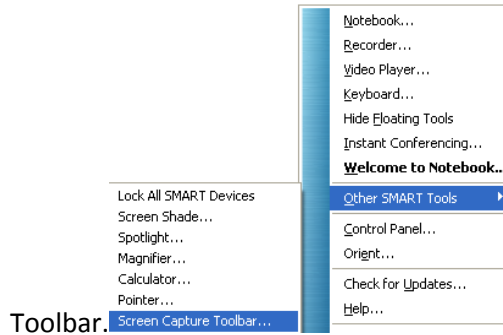 Notebook...
Recorder...
Video Player...
Keyboard...
Hide Floating Tools
Instant Conferencing...
Welcome to Notebook...
Other SMART Tools
Control Panel...
Orient...
Check for Updates...
Help...
Lock All SMART Devices
Screen Shade...
Spotlight...
Magnifier...
Calculator...
Pointer...
Toolbar. Screen Capture Toolbar...